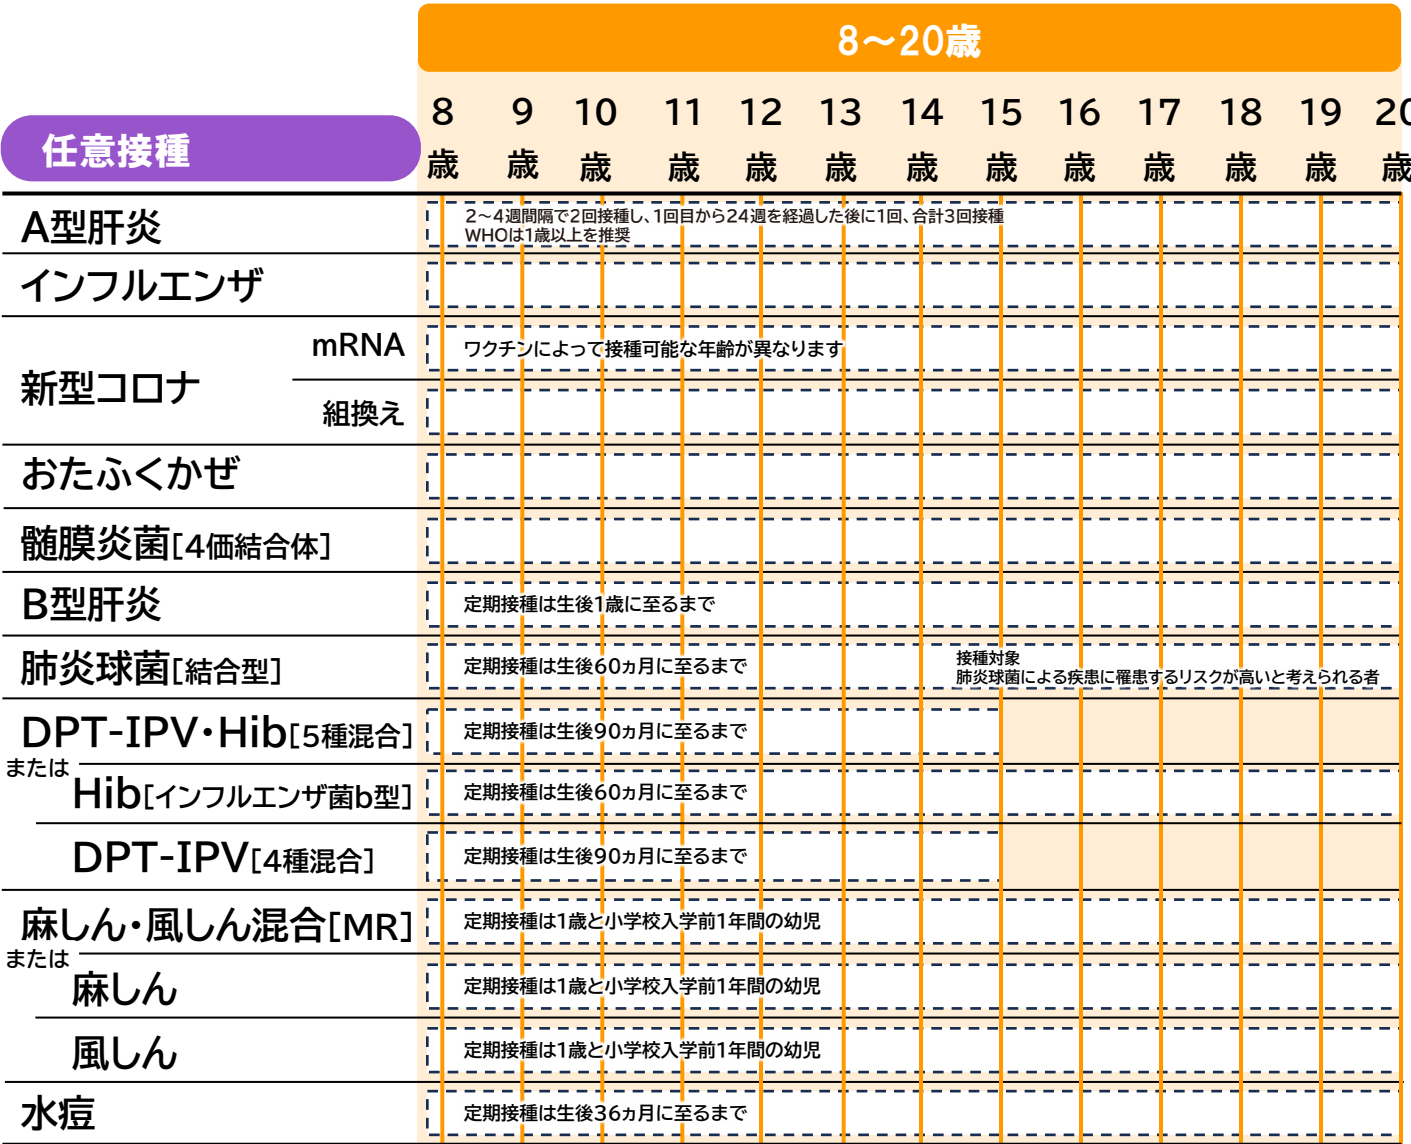 8～20歳
8 9 10 11 12 13 14 15 16 17 18 19 20
歳 歳 歳 歳 歳 歳 歳 歳 歳 歳 歳 歳 歳
任意接種
A型肝炎
2～4週間隔で2回接種し、1回目から24週を経過した後に1回、合計3回接種
WHOは1歳以上を推奨
インフルエンザ
新型コロナ
mRNA
ワクチンによって接種可能な年齢が異なります
組換え
おたふくかぜ
髄膜炎菌[4価結合体]
B型肝炎
定期接種は生後1歳に至るまで
肺炎球菌[結合型]
定期接種は生後60ヵ月に至るまで
接種対象
肺炎球菌による疾患に罹患するリスクが高いと考えられる者
DPT-IPV・Hib[5種混合]
定期接種は生後90ヵ月に至るまで
または
Hib[インフルエンザ菌b型]
定期接種は生後60ヵ月に至るまで
DPT-IPV[4種混合]
定期接種は生後90ヵ月に至るまで
麻しん・風しん混合[MR]
定期接種は1歳と小学校入学前1年間の幼児
または
麻しん
定期接種は1歳と小学校入学前1年間の幼児
風しん
定期接種は1歳と小学校入学前1年間の幼児
水痘
定期接種は生後36ヵ月に至るまで